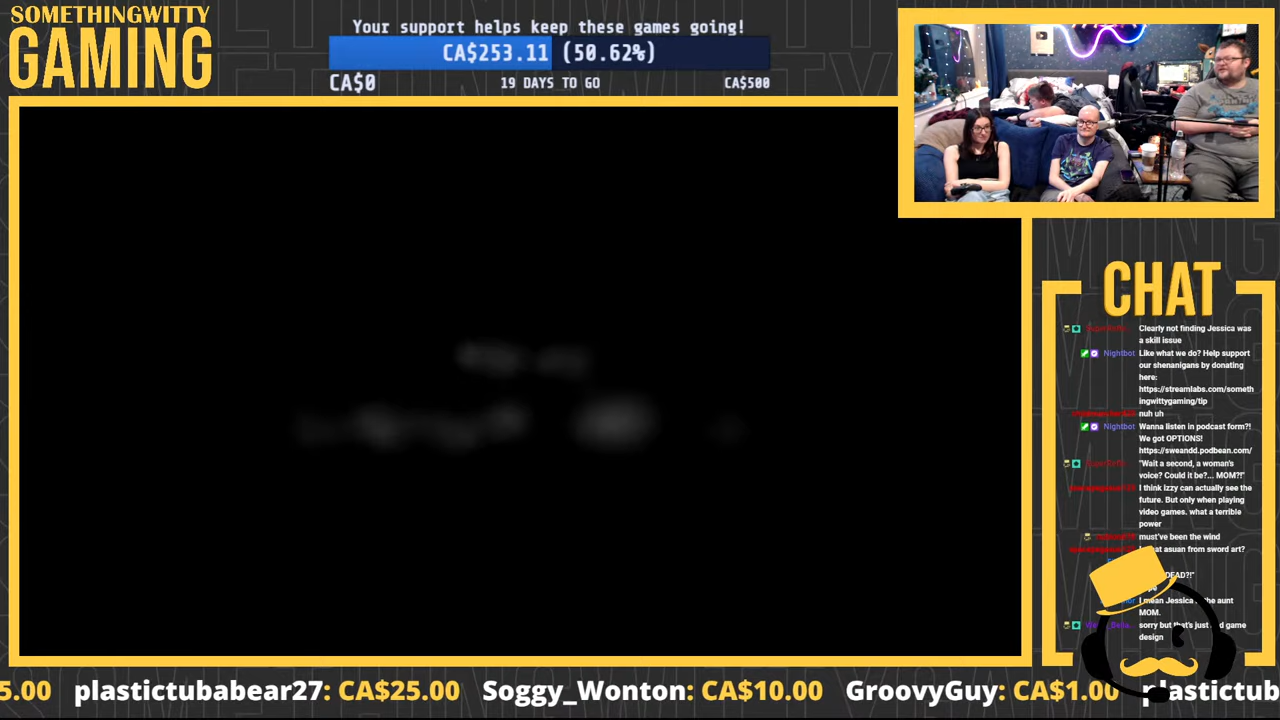 SOMETHINGWITTY
GAMING
Your support helps keep these games going!
CA$253.11 (50.62%)
CA$0
19 DAYS TO GO
CA$500
CHAT
Clearly not finding Jessica was
a skill issue
Nightbot Like what we do? Help support
our shenanigans by donating
here:
https://streamlabs.com/someth
ingwittygaming/tip
nuh uh
Nightbot Wanna listen in podcast form?!
We got OPTIONS!
https://sweandd.podbean.com/
"Wait a second, a woman's
voice? Could it be?... MOM?!"
I think Izzy can actually see the
future. But only when playing
video games. what a terrible
power
must've been the wind
asuan from sword art?
DEAD?!"
I mean Jessica the aunt
MOM.
sorry but that's just game
design
5.00 plastictubabear27: CA$25.00 Soggy_Wonton: CA$10.00 GroovyGuy: CA$1.00 plastictub